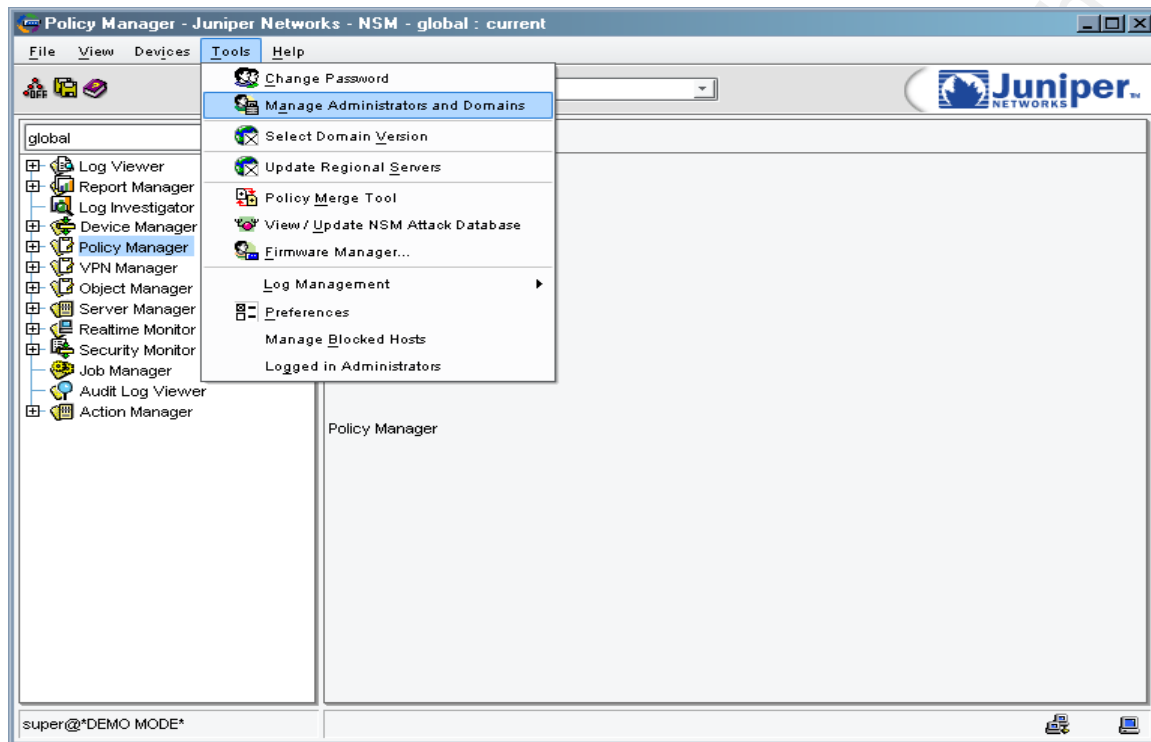 Policy Manager - Juniper Networks - NSM - global : current
File View Devices Tools Help
OFF
Juniper
NETWORKS
TM
Change Password
Manage Administrators and Domains
Select Domain Version
Update Regional Servers
Policy Merge Tool
View / Update NSM Attack Database
Firmware Manager...
Log Management
Preferences
Manage Blocked Hosts
Logged in Administrators
global
Log Viewer
Report Manager
Log Investigator
Device Manager
Policy Manager
VPN Manager
Object Manager
Server Manager
Realtime Monitor
Security Monitor
Job Manager
Audit Log Viewer
Action Manager
Policy Manager
super@*DEMO MODE*